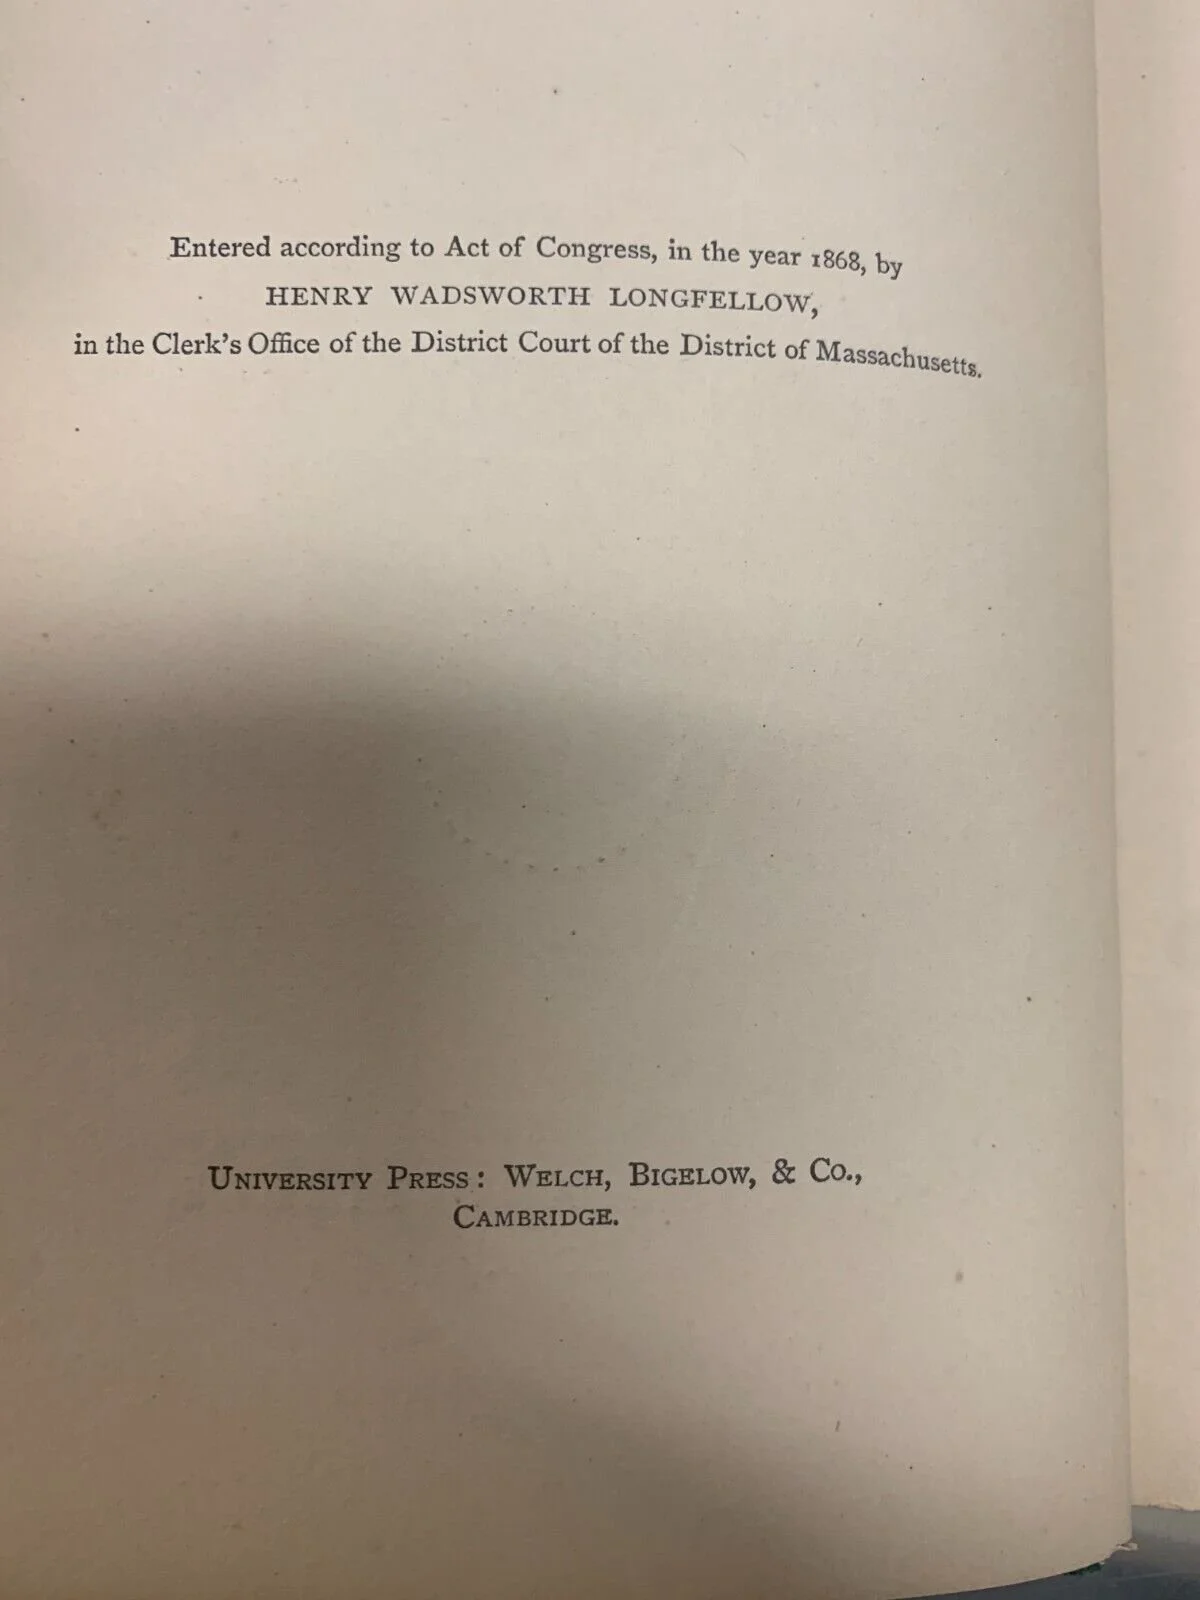 Entered according to Act of Congress, in the year 1868, by
HENRY WADSWORTH LONGFELLOW,
in the Clerk's Office of the District Court of the District of Massachusetts.
University Press: Welch, Bigelow, & Co.,
Cambridge.